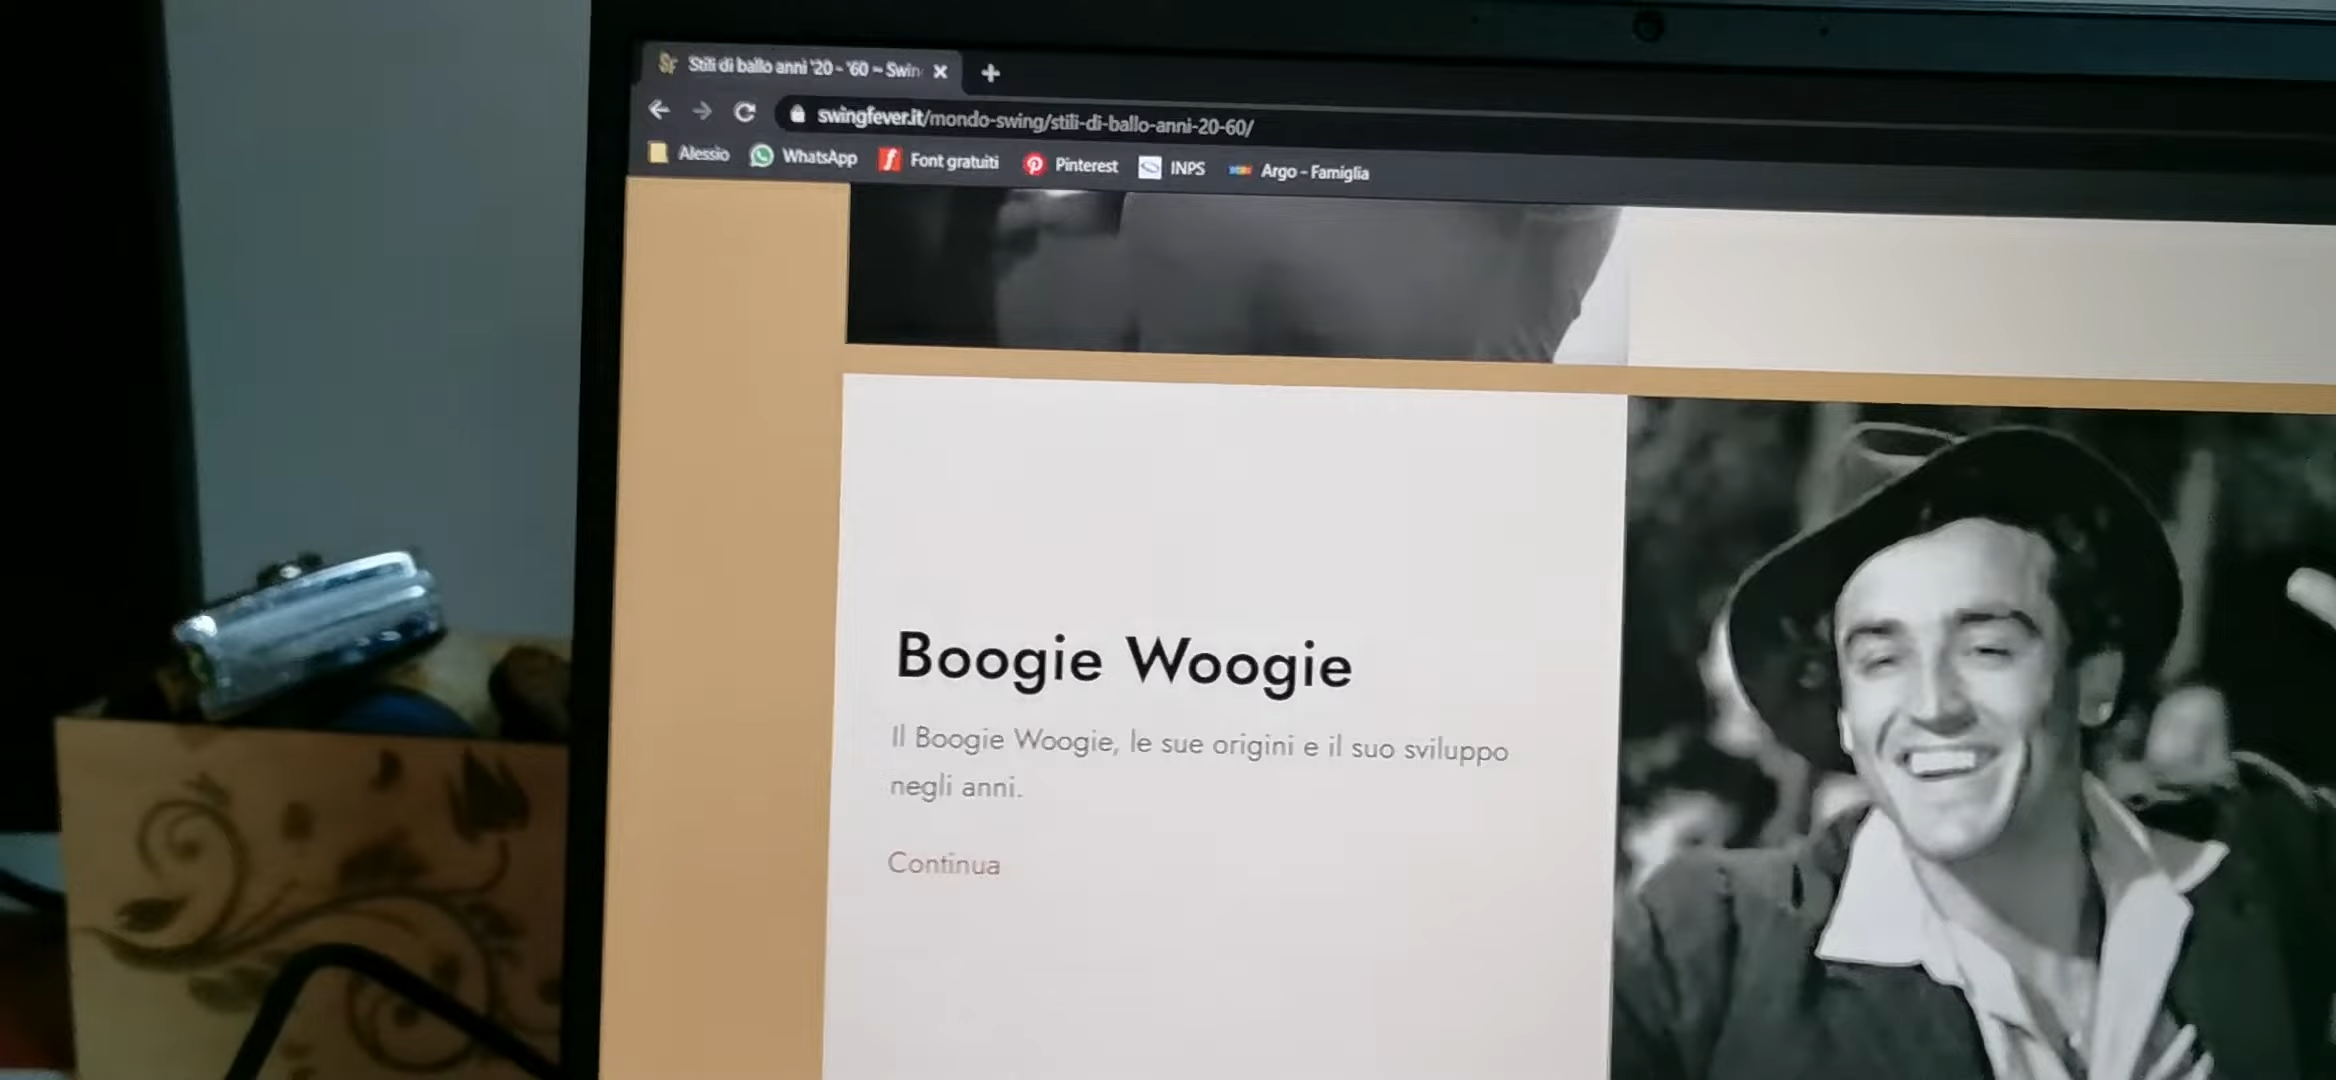 Stili di ballo anni '20 - '60 ~ Swin
swingfever.it/mondo-swing/stili-di-ballo-anni-20-60/
Alessio WhatsApp Font gratuiti Pinterest INPS Argo - Famiglia
Boogie Woogie
Il Boogie Woogie, le sue origini e il suo sviluppo
negli anni.
Continua